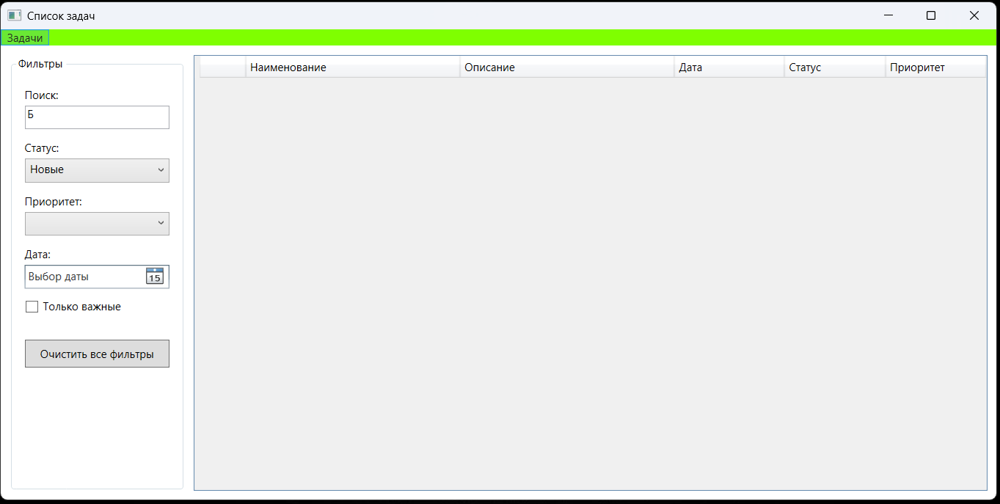 Список задач
Задачи
Фильтры
Поиск:
Б
Статус:
Новые
Приоритет:
Дата:
Выбор даты
15
Только важные
Очистить все фильтры
Наименование Описание Дата Статус Приоритет